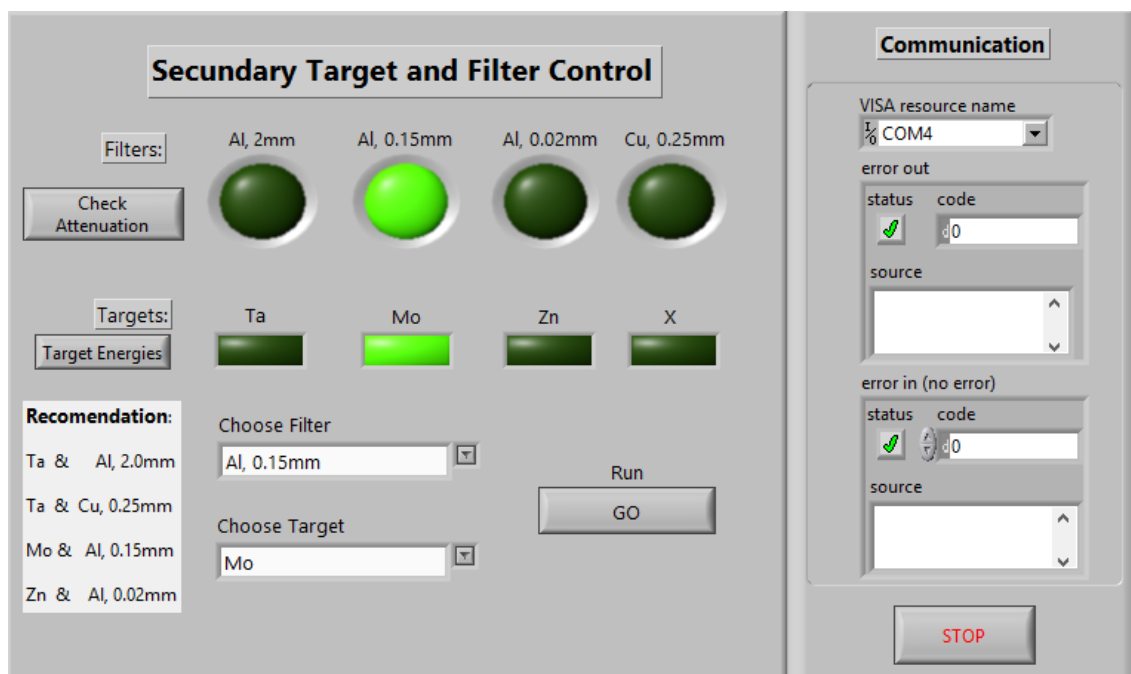 Secundary Target and Filter Control
Filters:
Al, 2mm
Al, 0.15mm
Al, 0.02mm
Cu, 0.25mm
Check
Attenuation
Targets:
Ta
Mo
Zn
X
Target Energies
Recomendation:
Ta & Al, 2.0mm
Ta & Cu, 0.25mm
Mo & Al, 0.15mm
Zn & Al, 0.02mm
Choose Filter
Al, 0.15mm
Choose Target
Mo
Run
GO
Communication
VISA resource name
I/O COM4
error out
status code
d 0
source
error in (no error)
status code
d 0
source
STOP